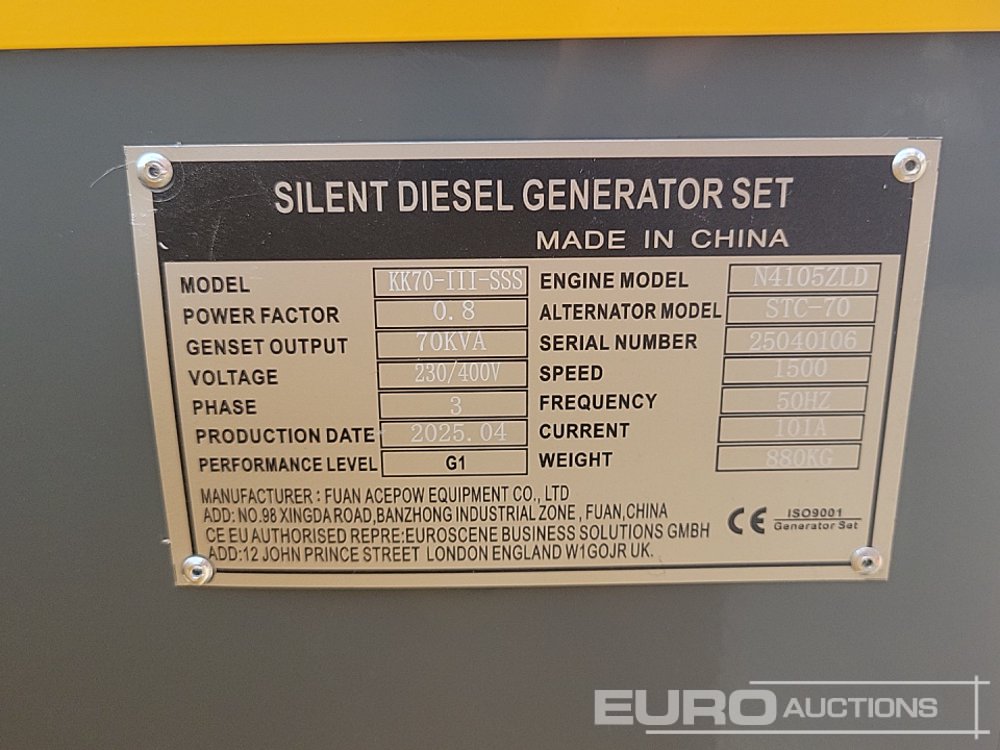 SILENT DIESEL GENERATOR SET
MADE IN CHINA
MODEL KK70-III-SSS ENGINE MODEL N4105ZLD
POWER FACTOR 0.8 ALTERNATOR MODEL STC-70
GENSET OUTPUT 70KVA SERIAL NUMBER 25040106
VOLTAGE 230/400V SPEED 1500
PHASE 3 FREQUENCY 50HZ
PRODUCTION DATE 2025.04 CURRENT 101A
PERFORMANCE LEVEL G1 WEIGHT 880KG
MANUFACTURER : FUAN ACEPOW EQUIPMENT CO., LTD
ADD: NO.98 XINGDA ROAD,BANZHONG INDUSTRIAL ZONE , FUAN,CHINA
CE EU AUTHORISED REPRE:EUROSCENE BUSINESS SOLUTIONS GMBH
ADD:12 JOHN PRINCE STREET LONDON ENGLAND W1GOJR UK.
CE ISO9001
Generator Set
EURO AUCTIONS